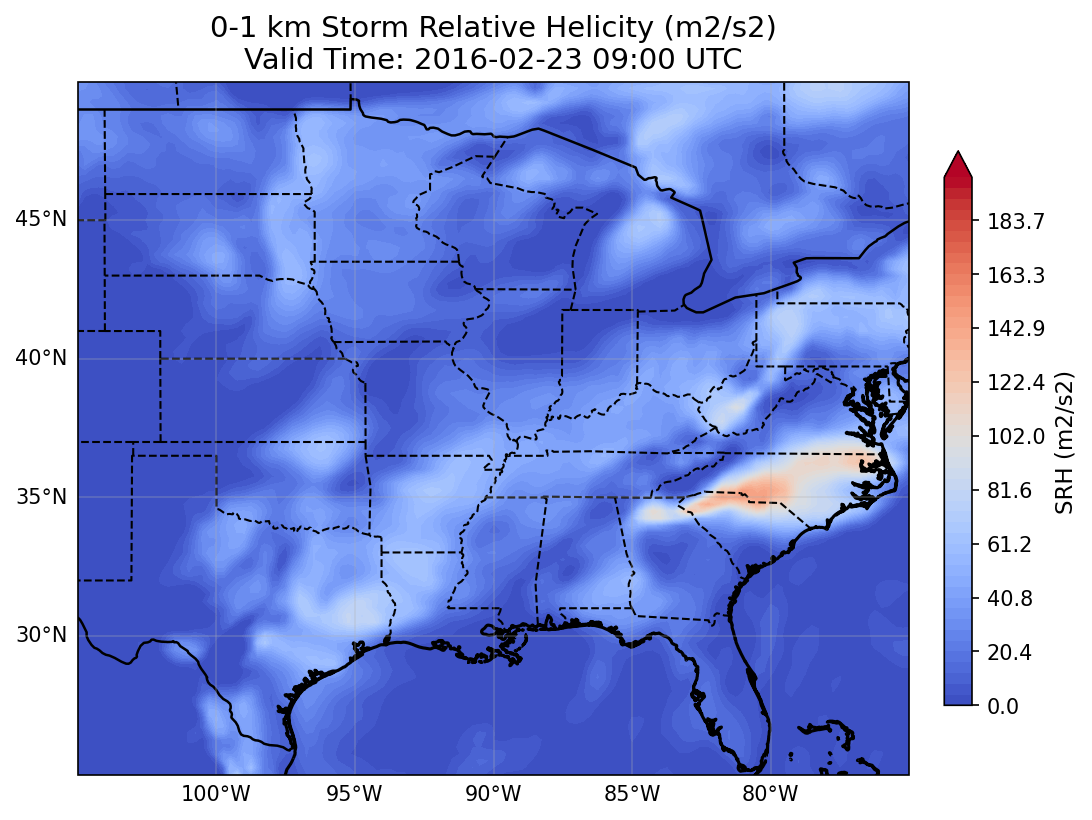 0-1 km Storm Relative Helicity (m2/s2)
Valid Time: 2016-02-23 09:00 UTC
45°N
40°N
35°N
30°N
100°W
95°W
90°W
85°W
80°W
183.7
163.3
142.9
122.4
102.0
81.6
61.2
40.8
20.4
0.0
SRH (m2/s2)